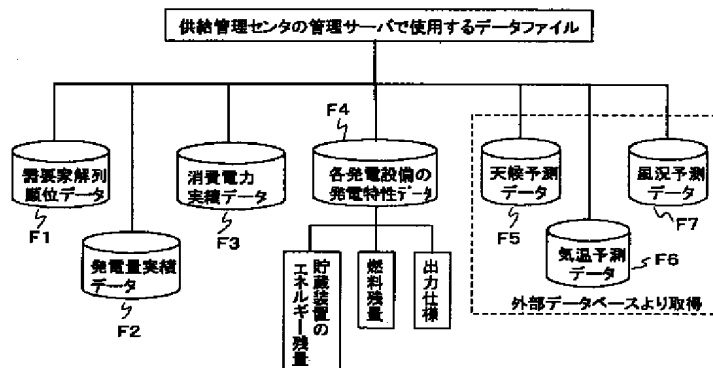 供給管理センタの管理サーバで使用するデータファイル
F4
需要家解列
順位データ
F1
発電量実績
データ
F2
消費電力
実績データ
F3
各発電設備の
発電特性データ
貯蔵装置の
エネルギー残量
燃料残量
出力仕様
天候予測
データ
F5
気温予測
データ
F6
風況予測
データ
F7
外部データベースより取得